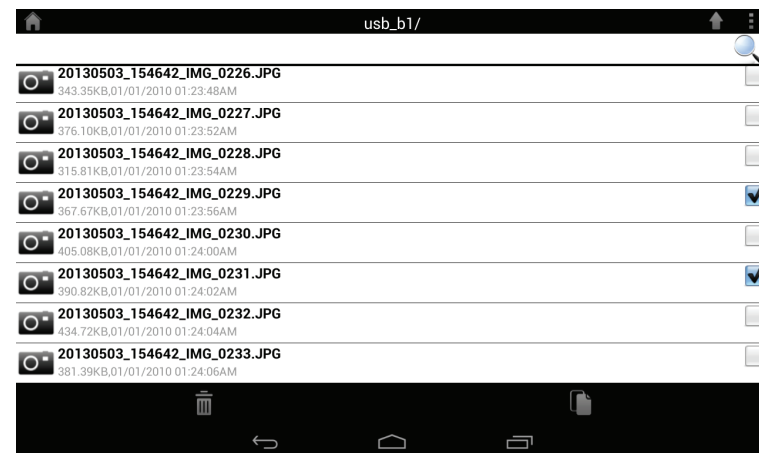 usb_b1/
20130503_154642_IMG_0226.JPG
343.35KB,01/01/2010 01:23:48AM
20130503_154642_IMG_0227.JPG
376.10KB,01/01/2010 01:23:52AM
20130503_154642_IMG_0228.JPG
315.81KB,01/01/2010 01:23:54AM
20130503_154642_IMG_0229.JPG
367.67KB,01/01/2010 01:23:56AM
20130503_154642_IMG_0230.JPG
405.08KB,01/01/2010 01:24:00AM
20130503_154642_IMG_0231.JPG
390.82KB,01/01/2010 01:24:02AM
20130503_154642_IMG_0232.JPG
434.72KB,01/01/2010 01:24:04AM
20130503_154642_IMG_0233.JPG
381.39KB,01/01/2010 01:24:06AM